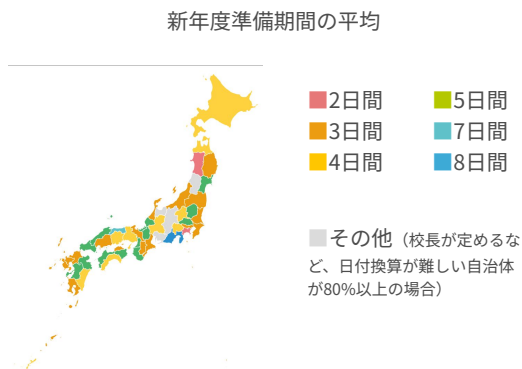 新年度準備期間の平均
2日間
5日間
3日間
7日間
4日間
8日間
その他（校長が定めるな
ど、日付換算が難しい自治体
が80%以上の場合）